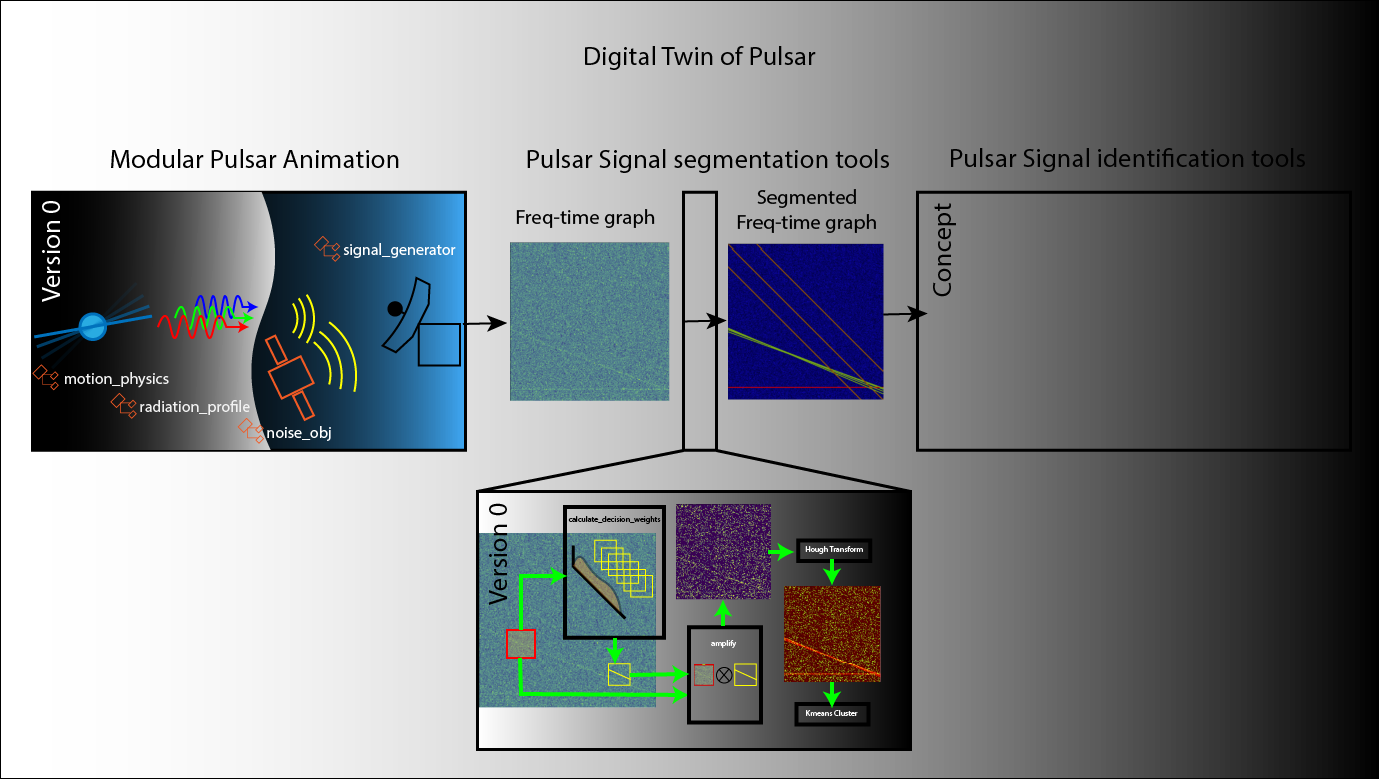 Digital Twin of Pulsar
Modular Pulsar Animation
Pulsar Signal segmentation tools
Pulsar Signal identification tools
Version 0
signal_generator
motion_physics
radiation_profile
noise_obj
Freq-time graph
Segmented
Freq-time graph
Concept
Version 0
calculate_decision_weights
amplify
Hough Transform
Kmeans Cluster